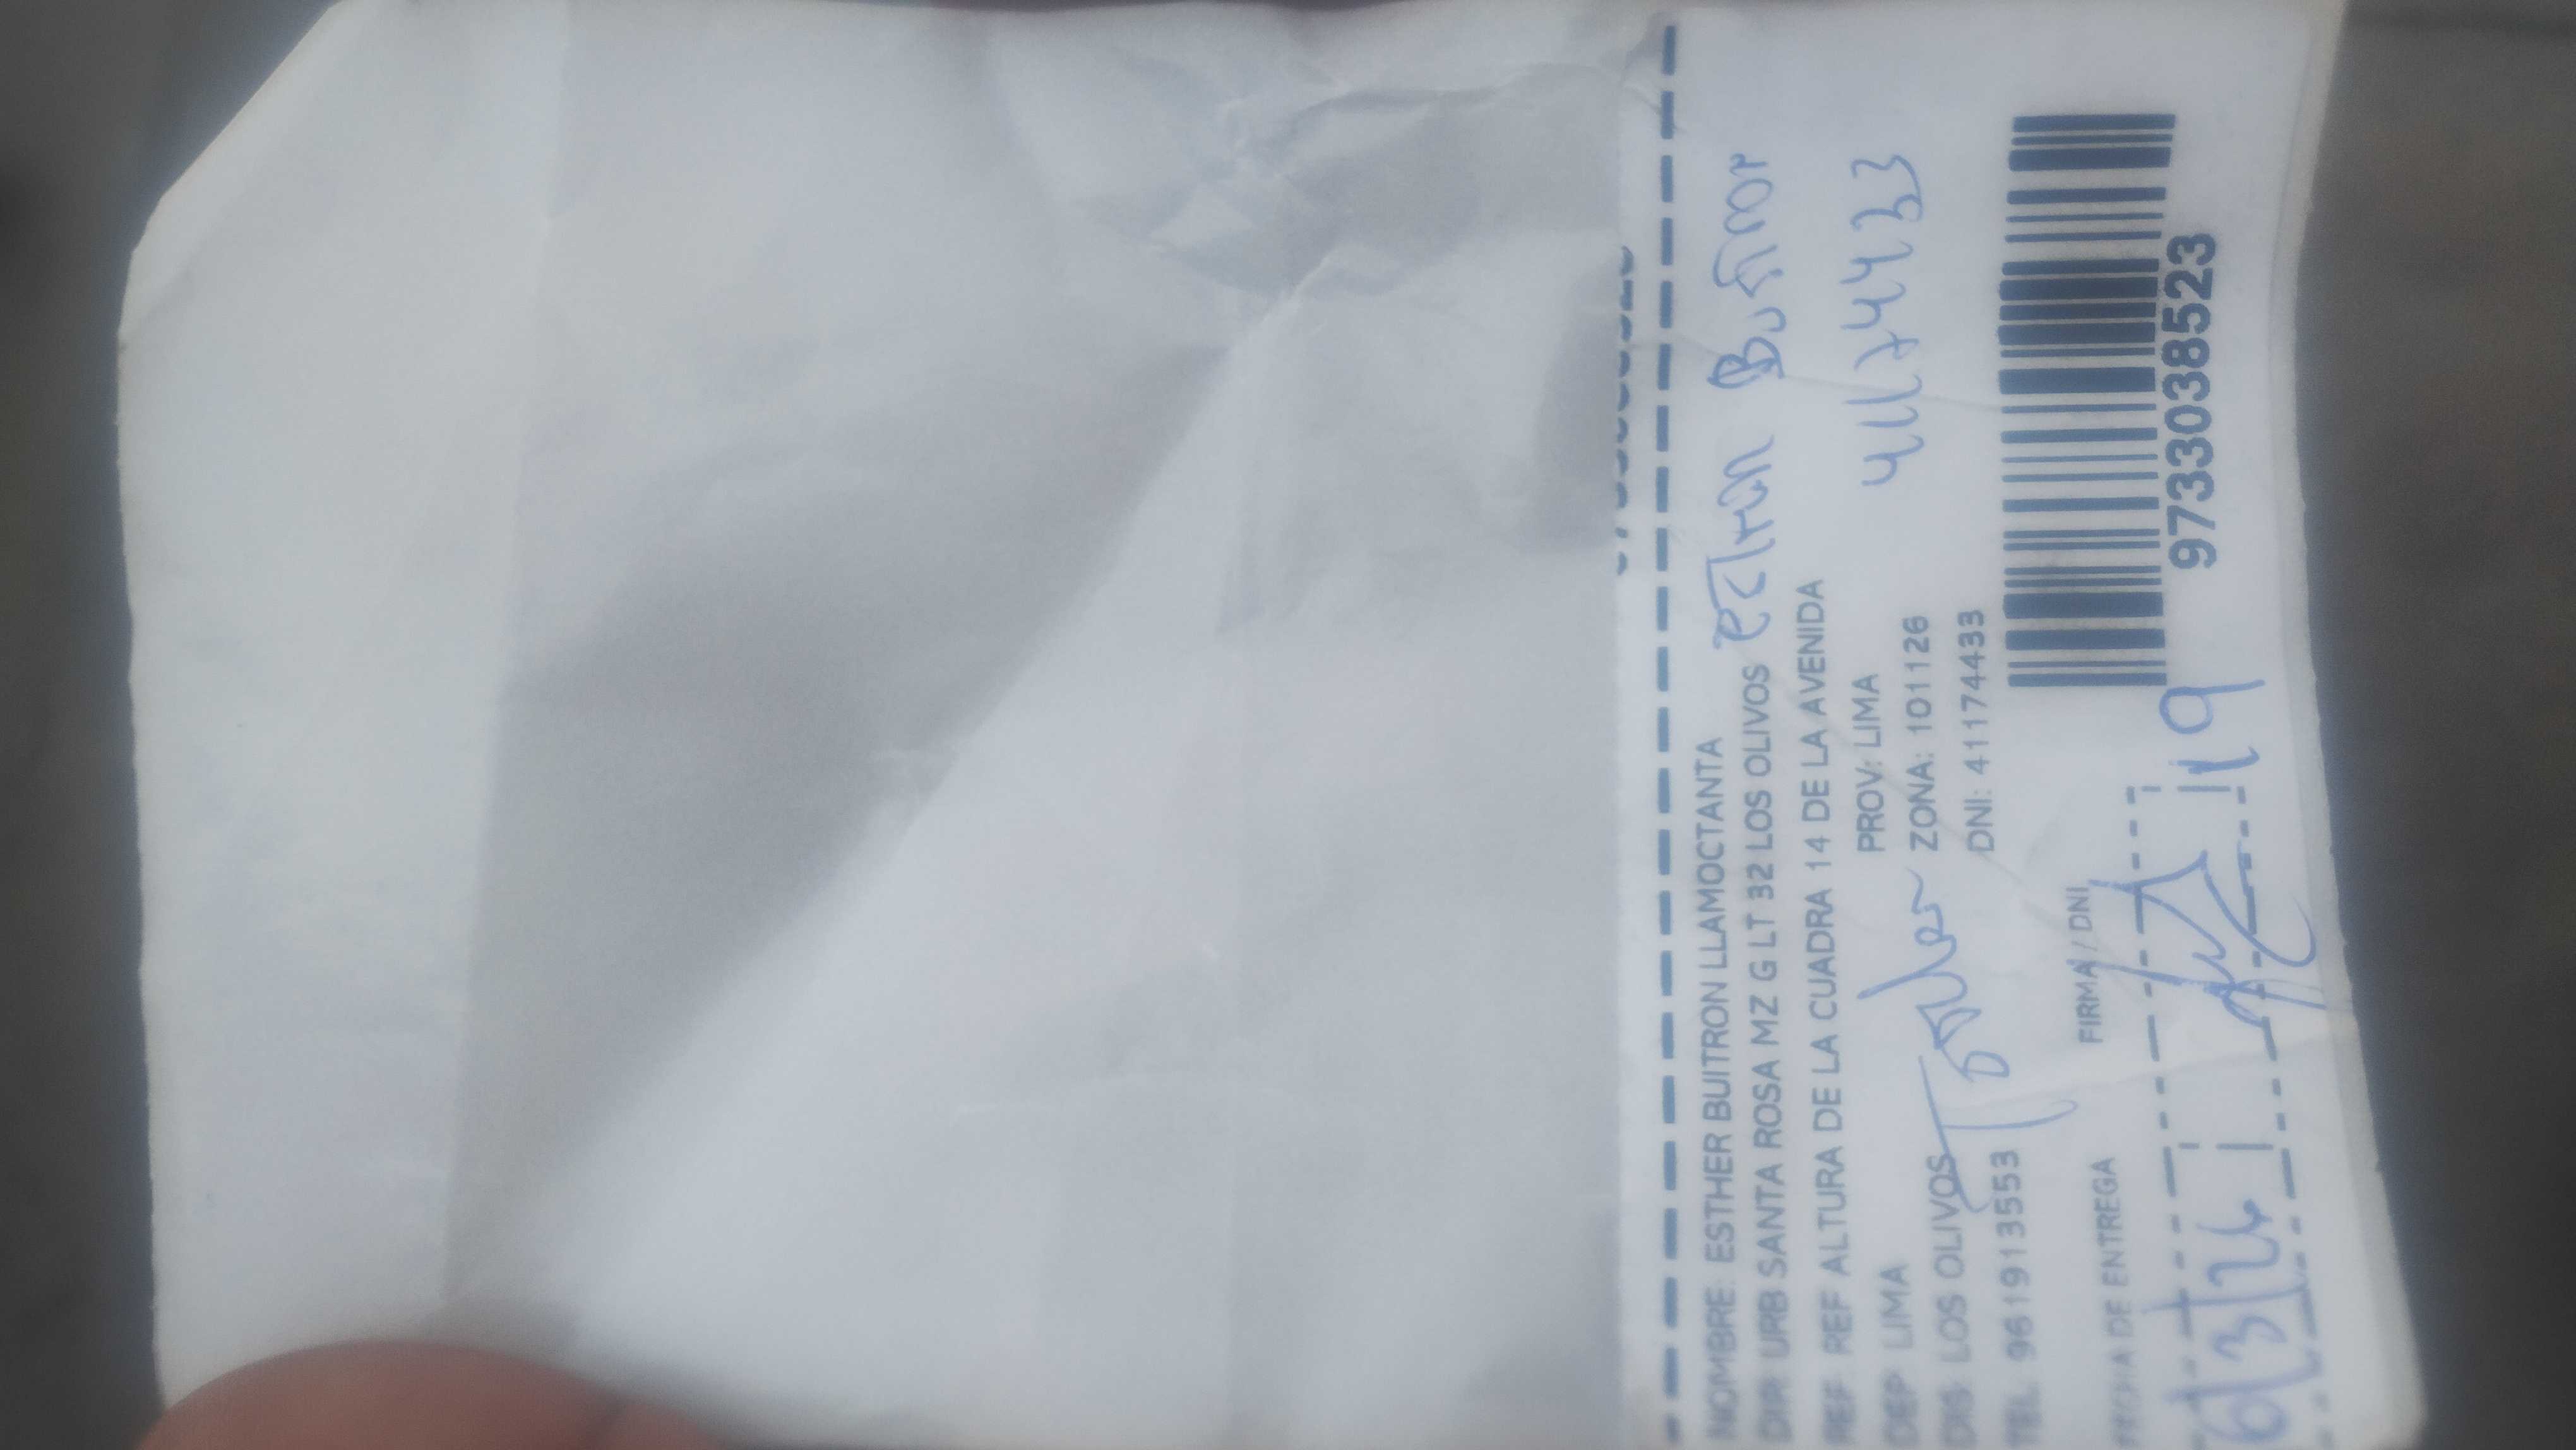 NOMBRE: ESTHER BUITRON LLAMOCTANTA
DIR: URB SANTA ROSA MZ G LT 32 LOS OLIVOS
REF: REF ALTURA DE LA CUADRA 14 DE LA AVENIDA
DEP: LIMA PROV: LIMA
DIS: LOS OLIVOS ZONA: 101126
TEL: 961913553 DNI: 41174433
41174433
FECHA DE ENTREGA FIRMA / DNI
119
9733038523